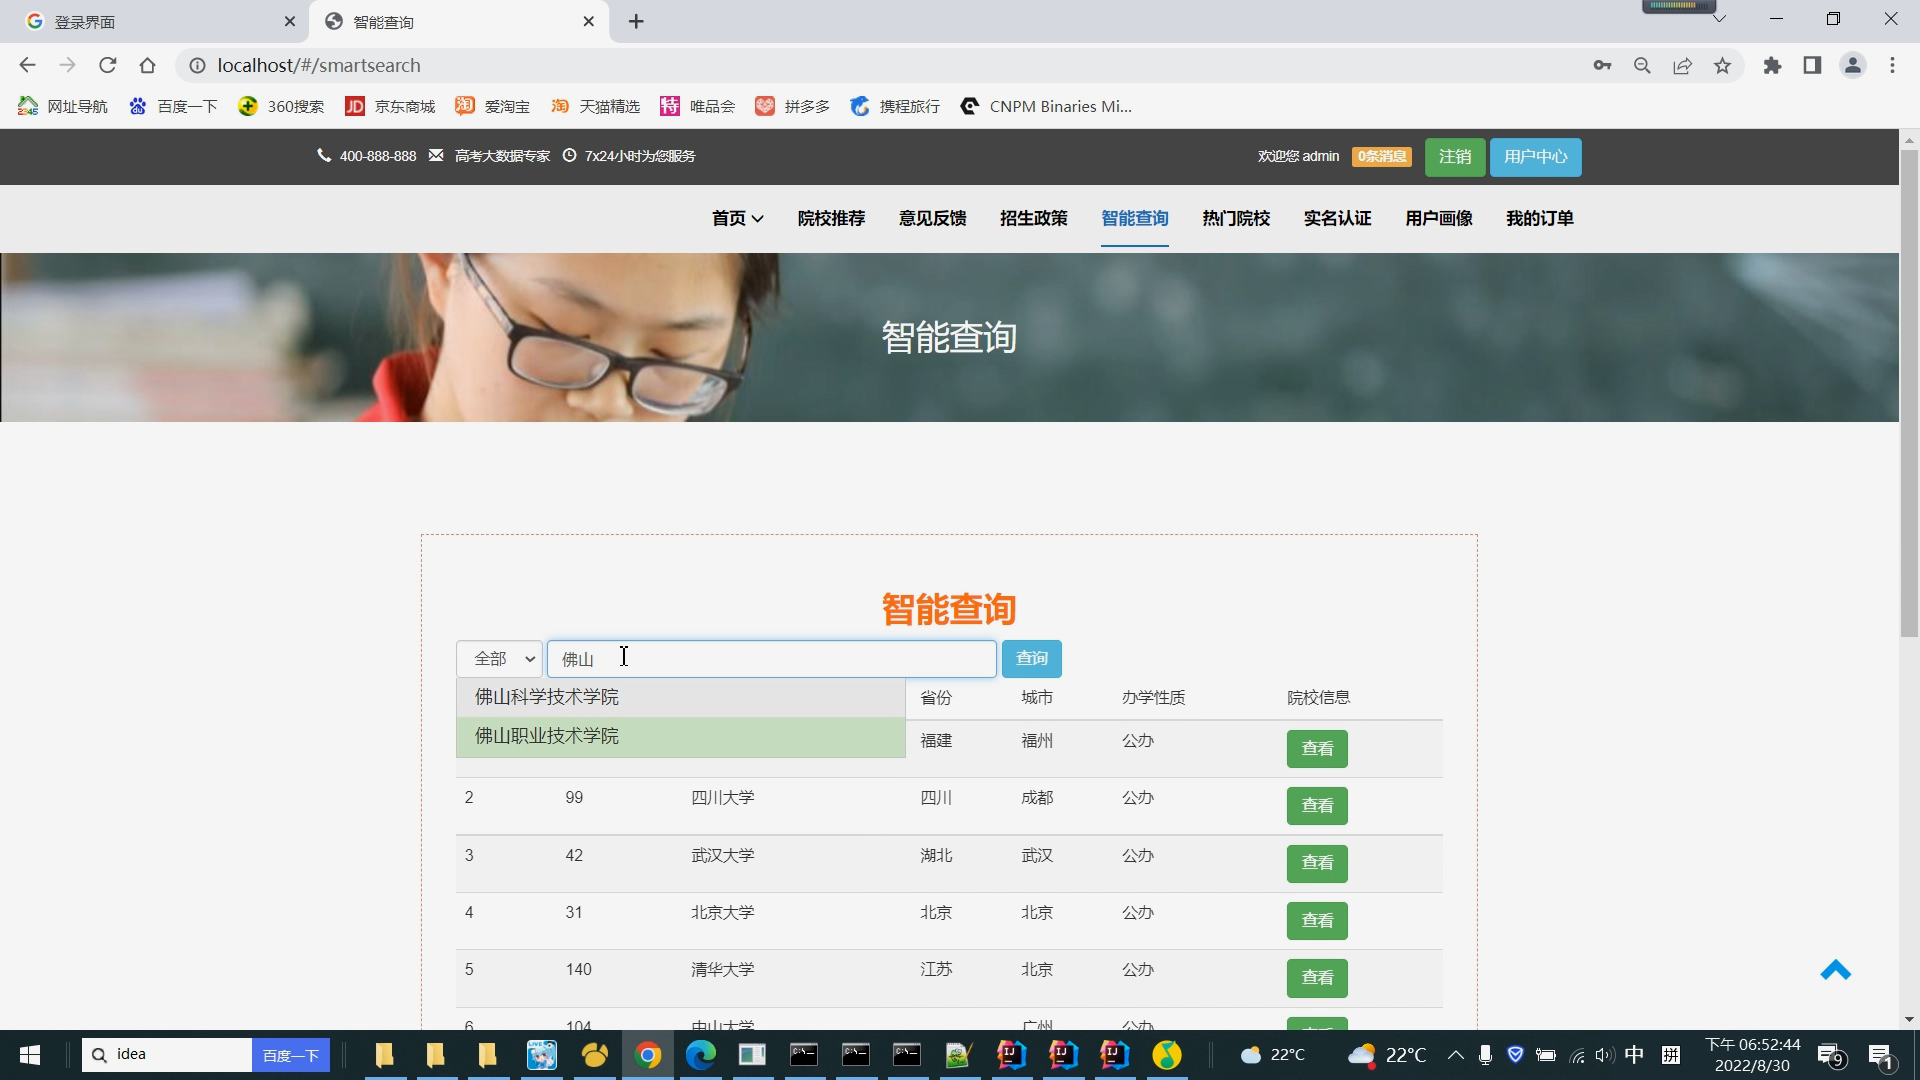 登录界面
智能查询
localhost/#/smartsearch
网址导航 百度一下 360搜索 京东商城 爱淘宝 天猫精选 唯品会 拼多多 携程旅行 CNPM Binaries Mi...
400-888-888 高考大数据专家 7x24小时为您服务
欢迎您 admin 0条消息 注销 用户中心
首页 院校推荐 意见反馈 招生政策 智能查询 热门院校 实名认证 用户画像 我的订单
智能查询
智能查询
全部 佛山 查询
佛山科学技术学院 省份 城市 办学性质 院校信息
佛山职业技术学院 福建 福州 公办 查看
2 99 四川大学 四川 成都 公办 查看
3 42 武汉大学 湖北 武汉 公办 查看
4 31 北京大学 北京 北京 公办 查看
5 140 清华大学 江苏 北京 公办 查看
6 104 中山大学 广州 公办
idea 百度一下
22°C 22°C 中 拼
下午 06:52:44
2022/8/30
9 1